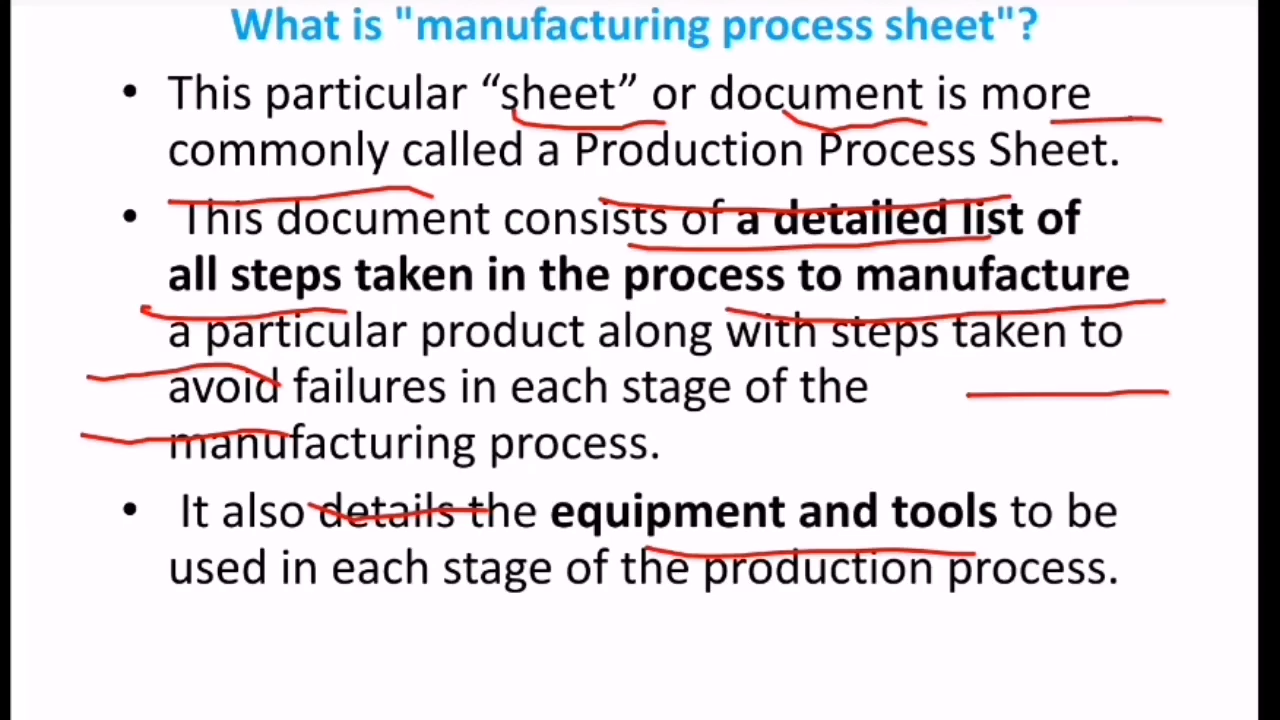 What is "manufacturing process sheet"?
• This particular “sheet” or document is more
commonly called a Production Process Sheet.
• This document consists of a detailed list of
all steps taken in the process to manufacture
a particular product along with steps taken to
avoid failures in each stage of the
manufacturing process.
• It also details the equipment and tools to be
used in each stage of the production process.